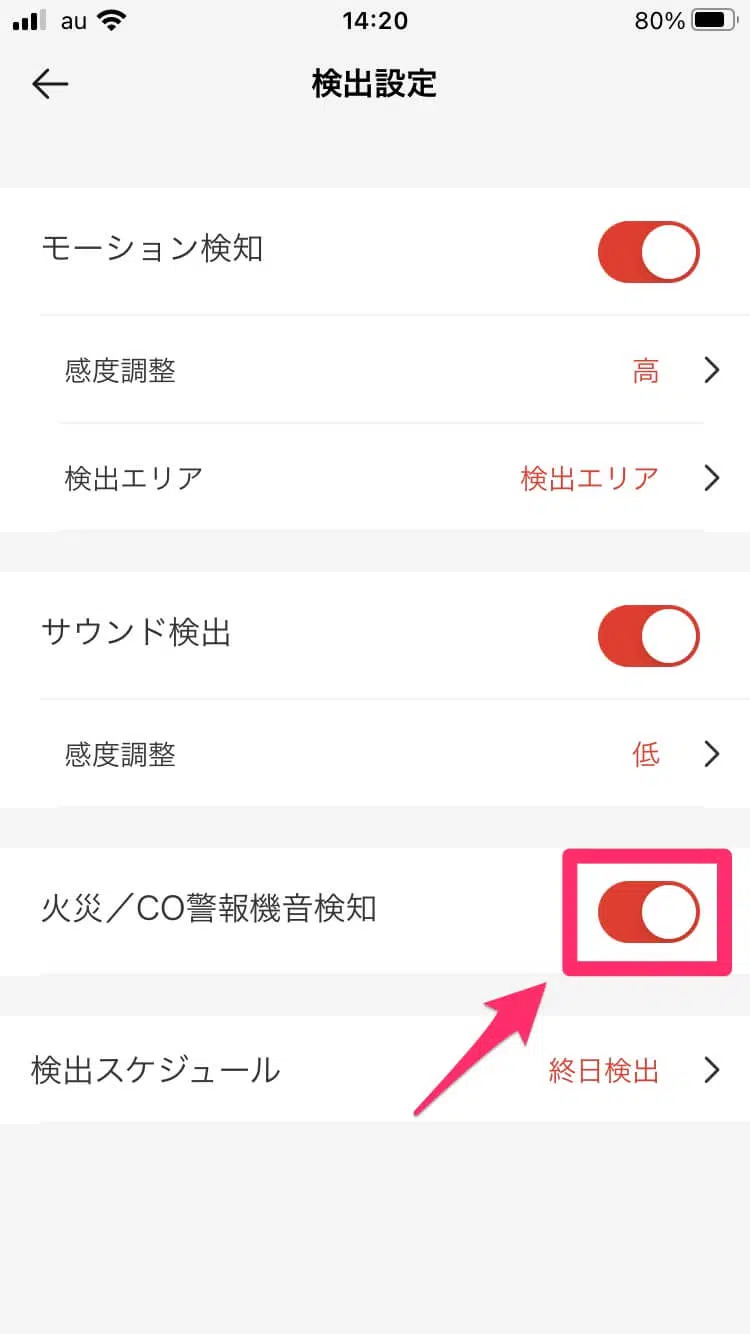 au 14:20 80%
検出設定
モーション検知
感度調整 高
検出エリア 検出エリア
サウンド検出
感度調整 低
火災／CO警報機音検知
検出スケジュール 終日検出